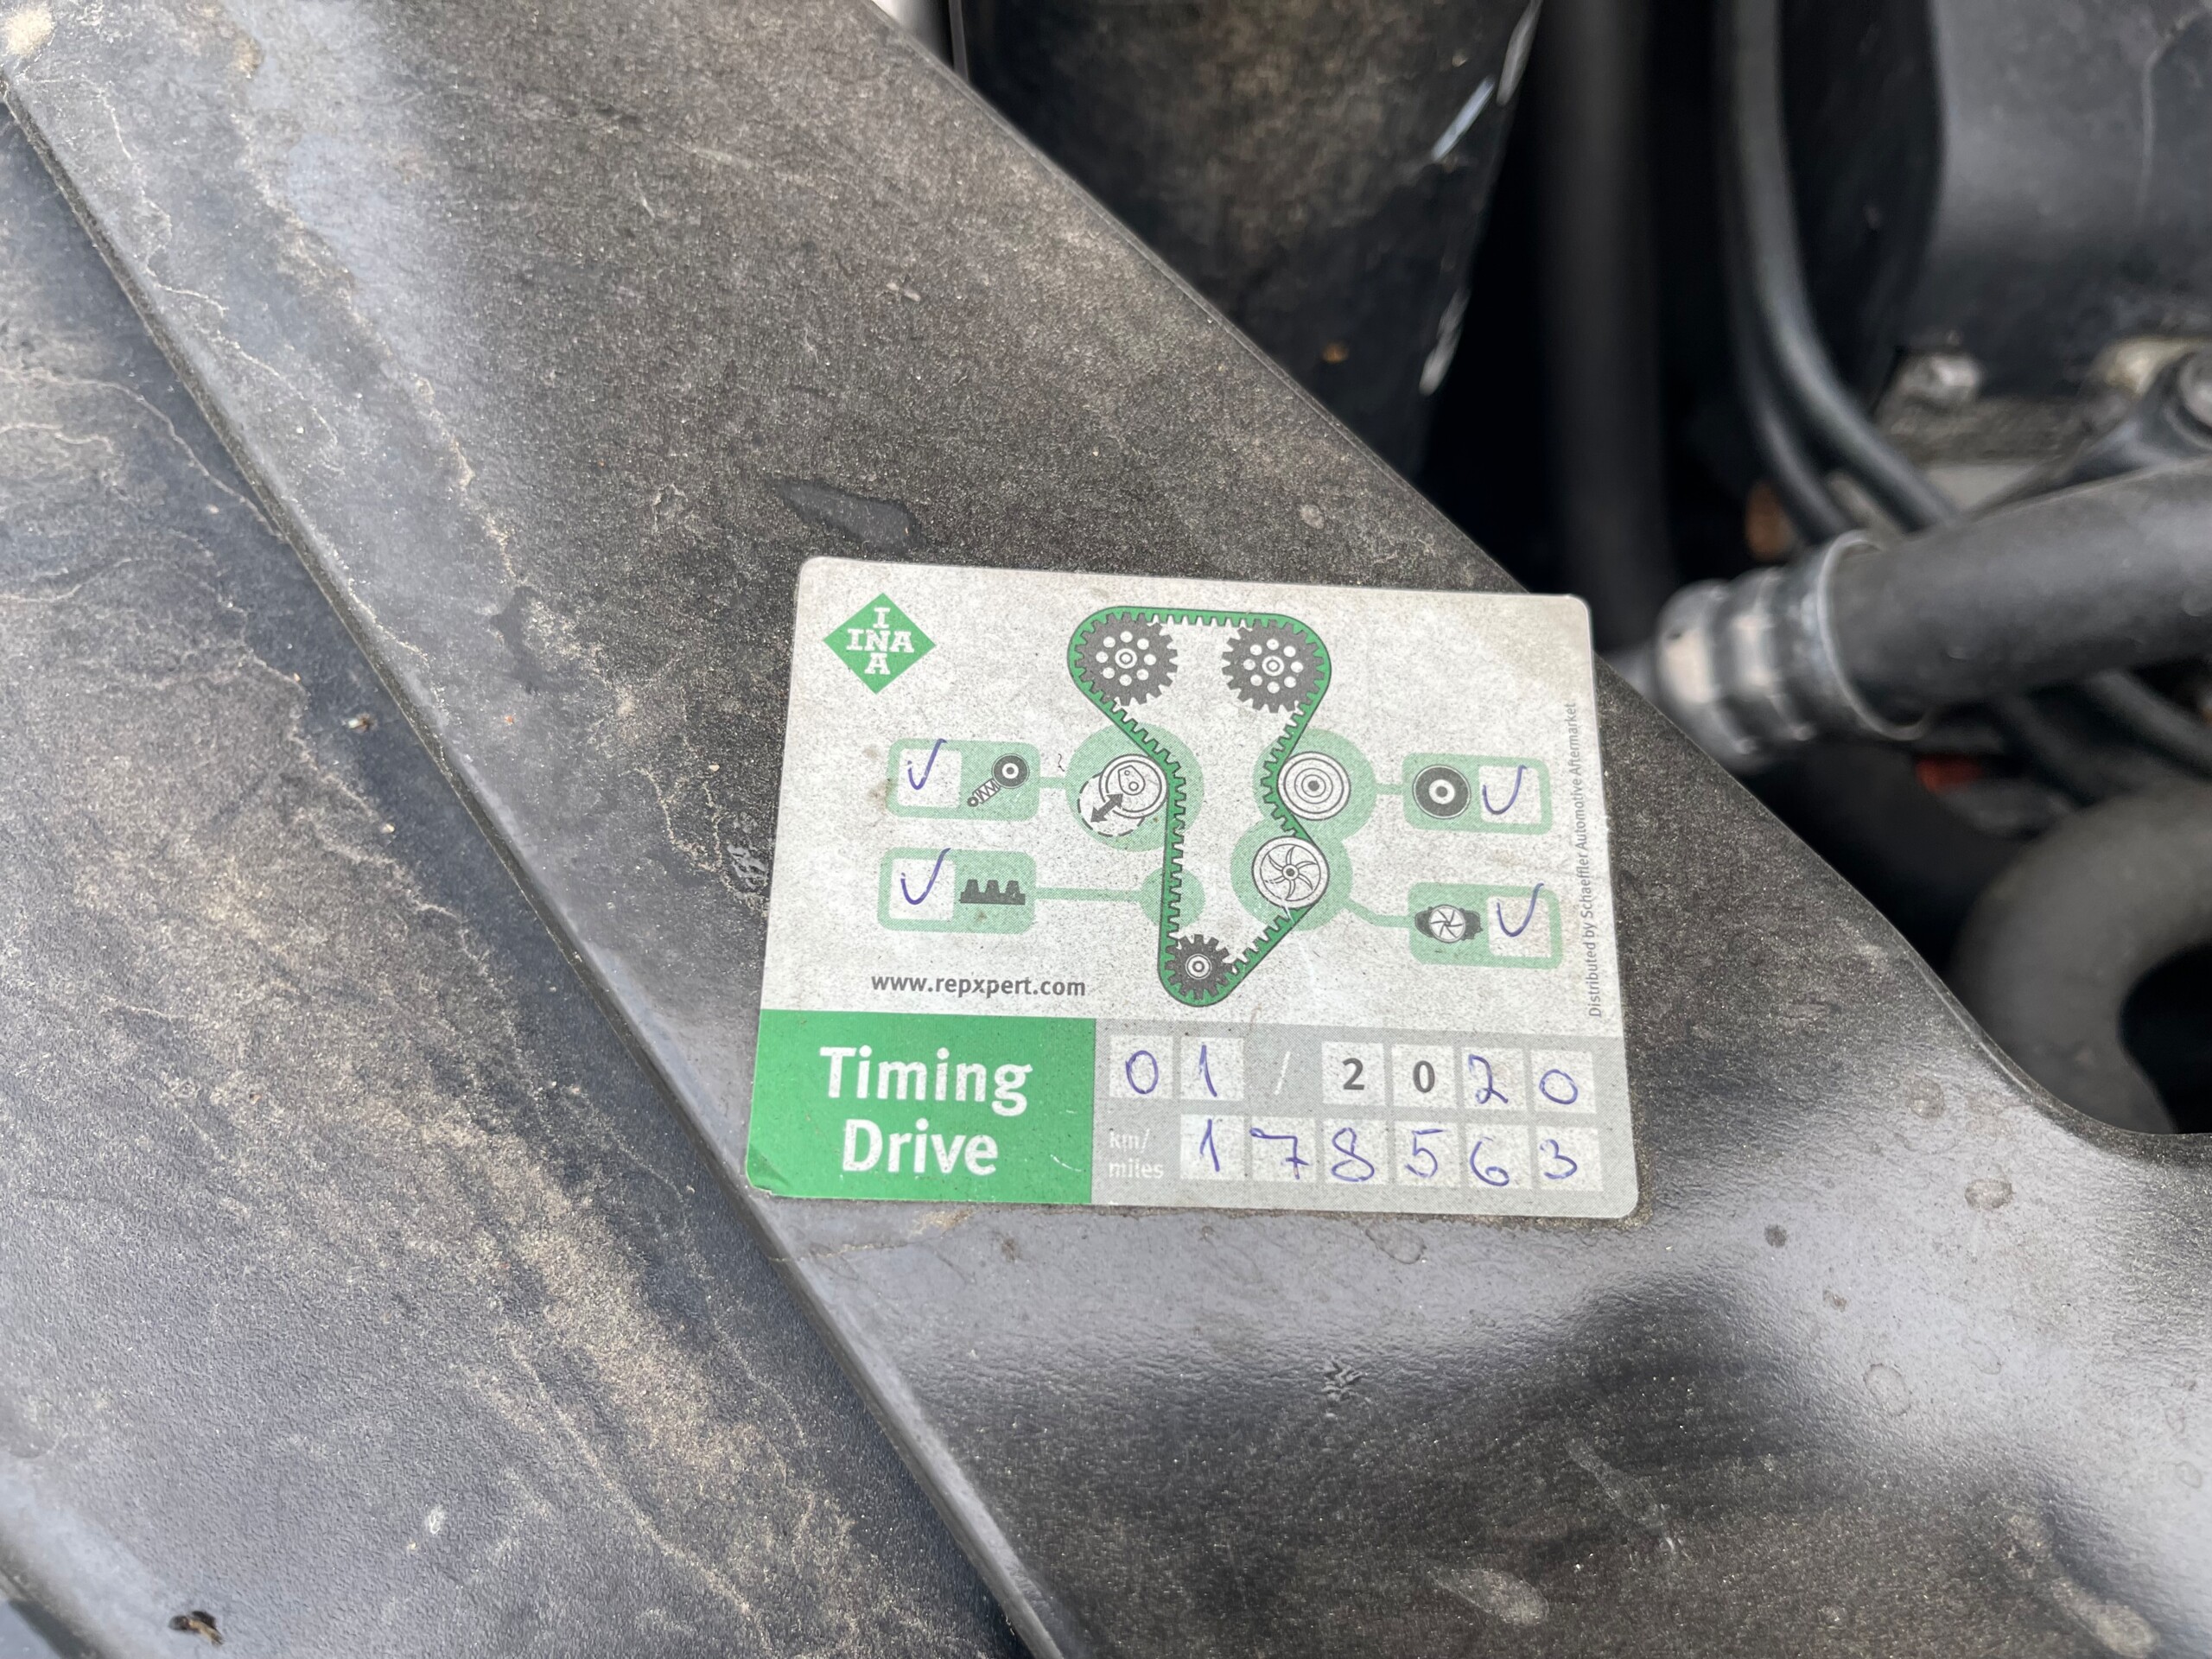 I
INA
A
www.repxpert.com
Distributed by Schaeffler Automotive Aftermarket
Timing
Drive
01 / 2020
km/
miles
178563